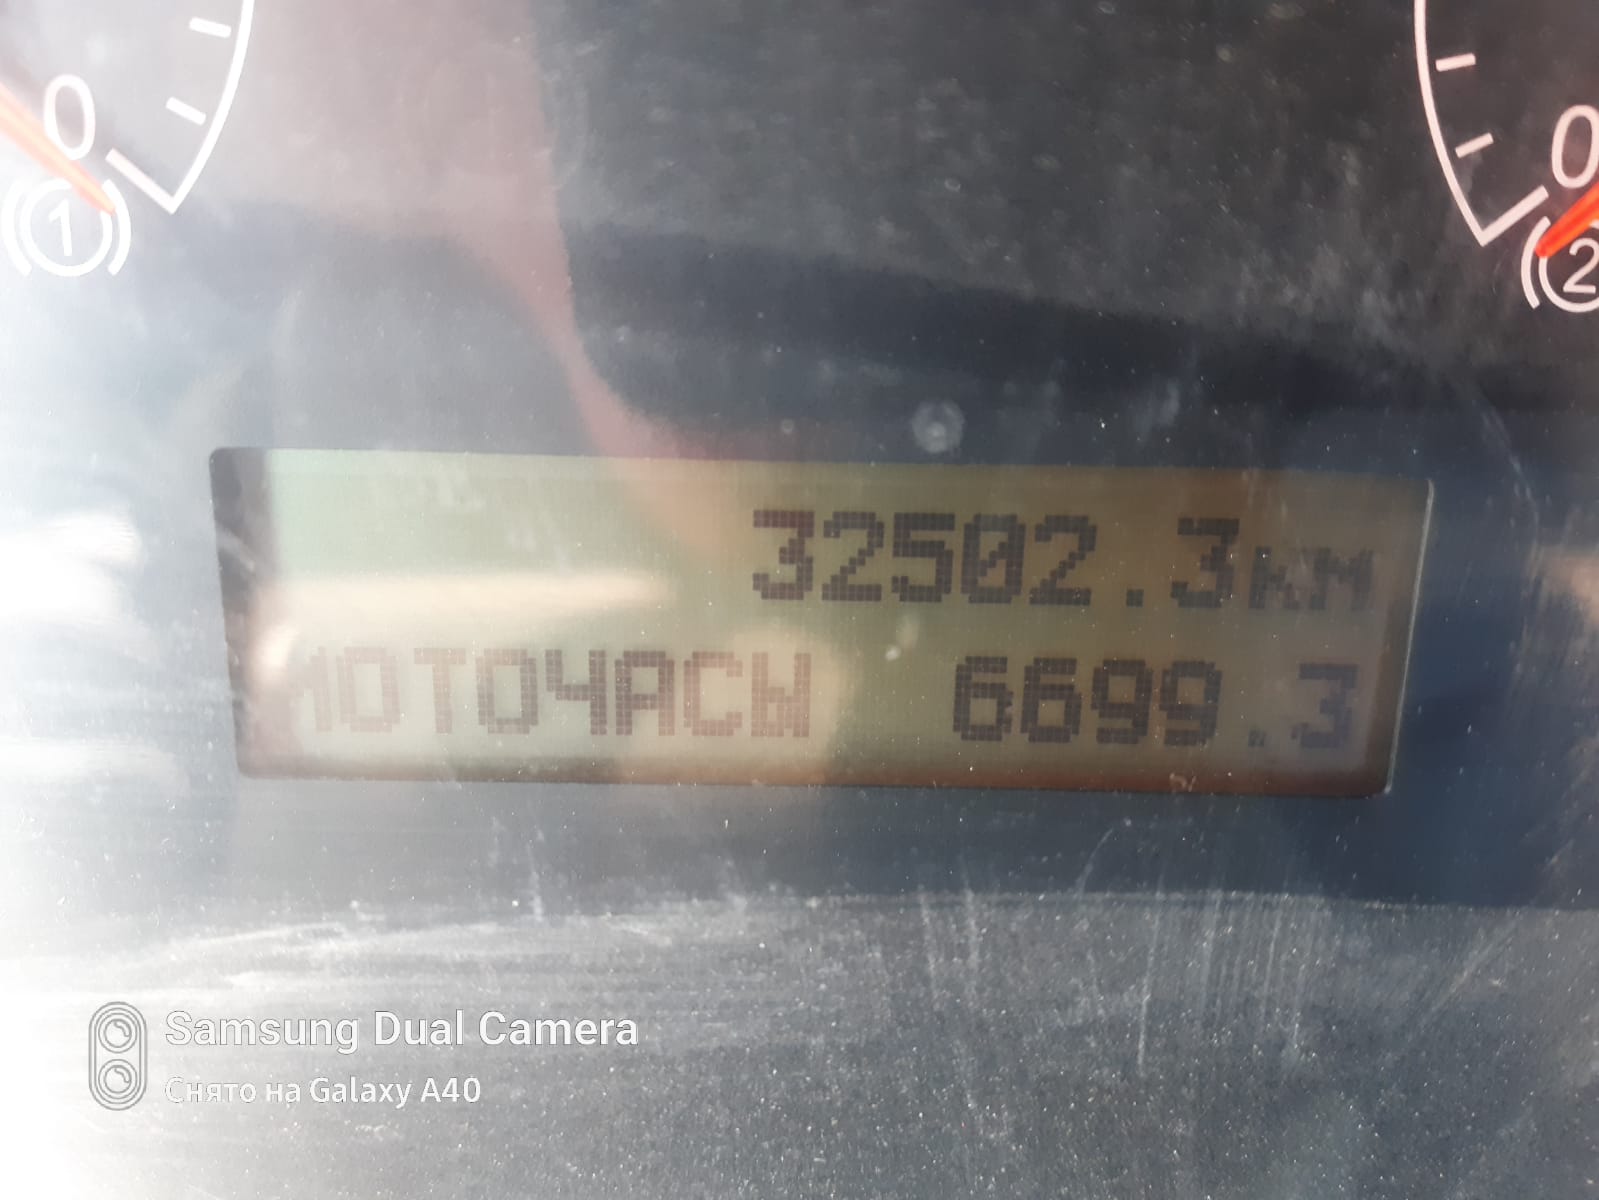 0
1
0
2
32502.3км
МОТОЧАСЫ 6699.3
Samsung Dual Camera
Снято на Galaxy A40